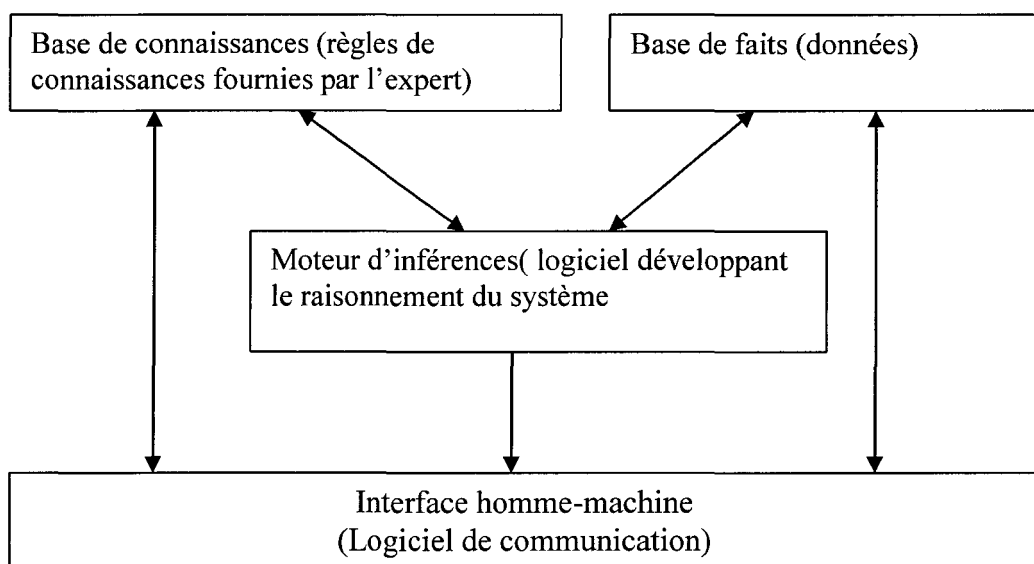 Base de connaissances (règles de
connaissances fournies par l'expert)
Base de faits (données)
Moteur d'inférences( logiciel développant
le raisonnement du système
Interface homme-machine
(Logiciel de communication)